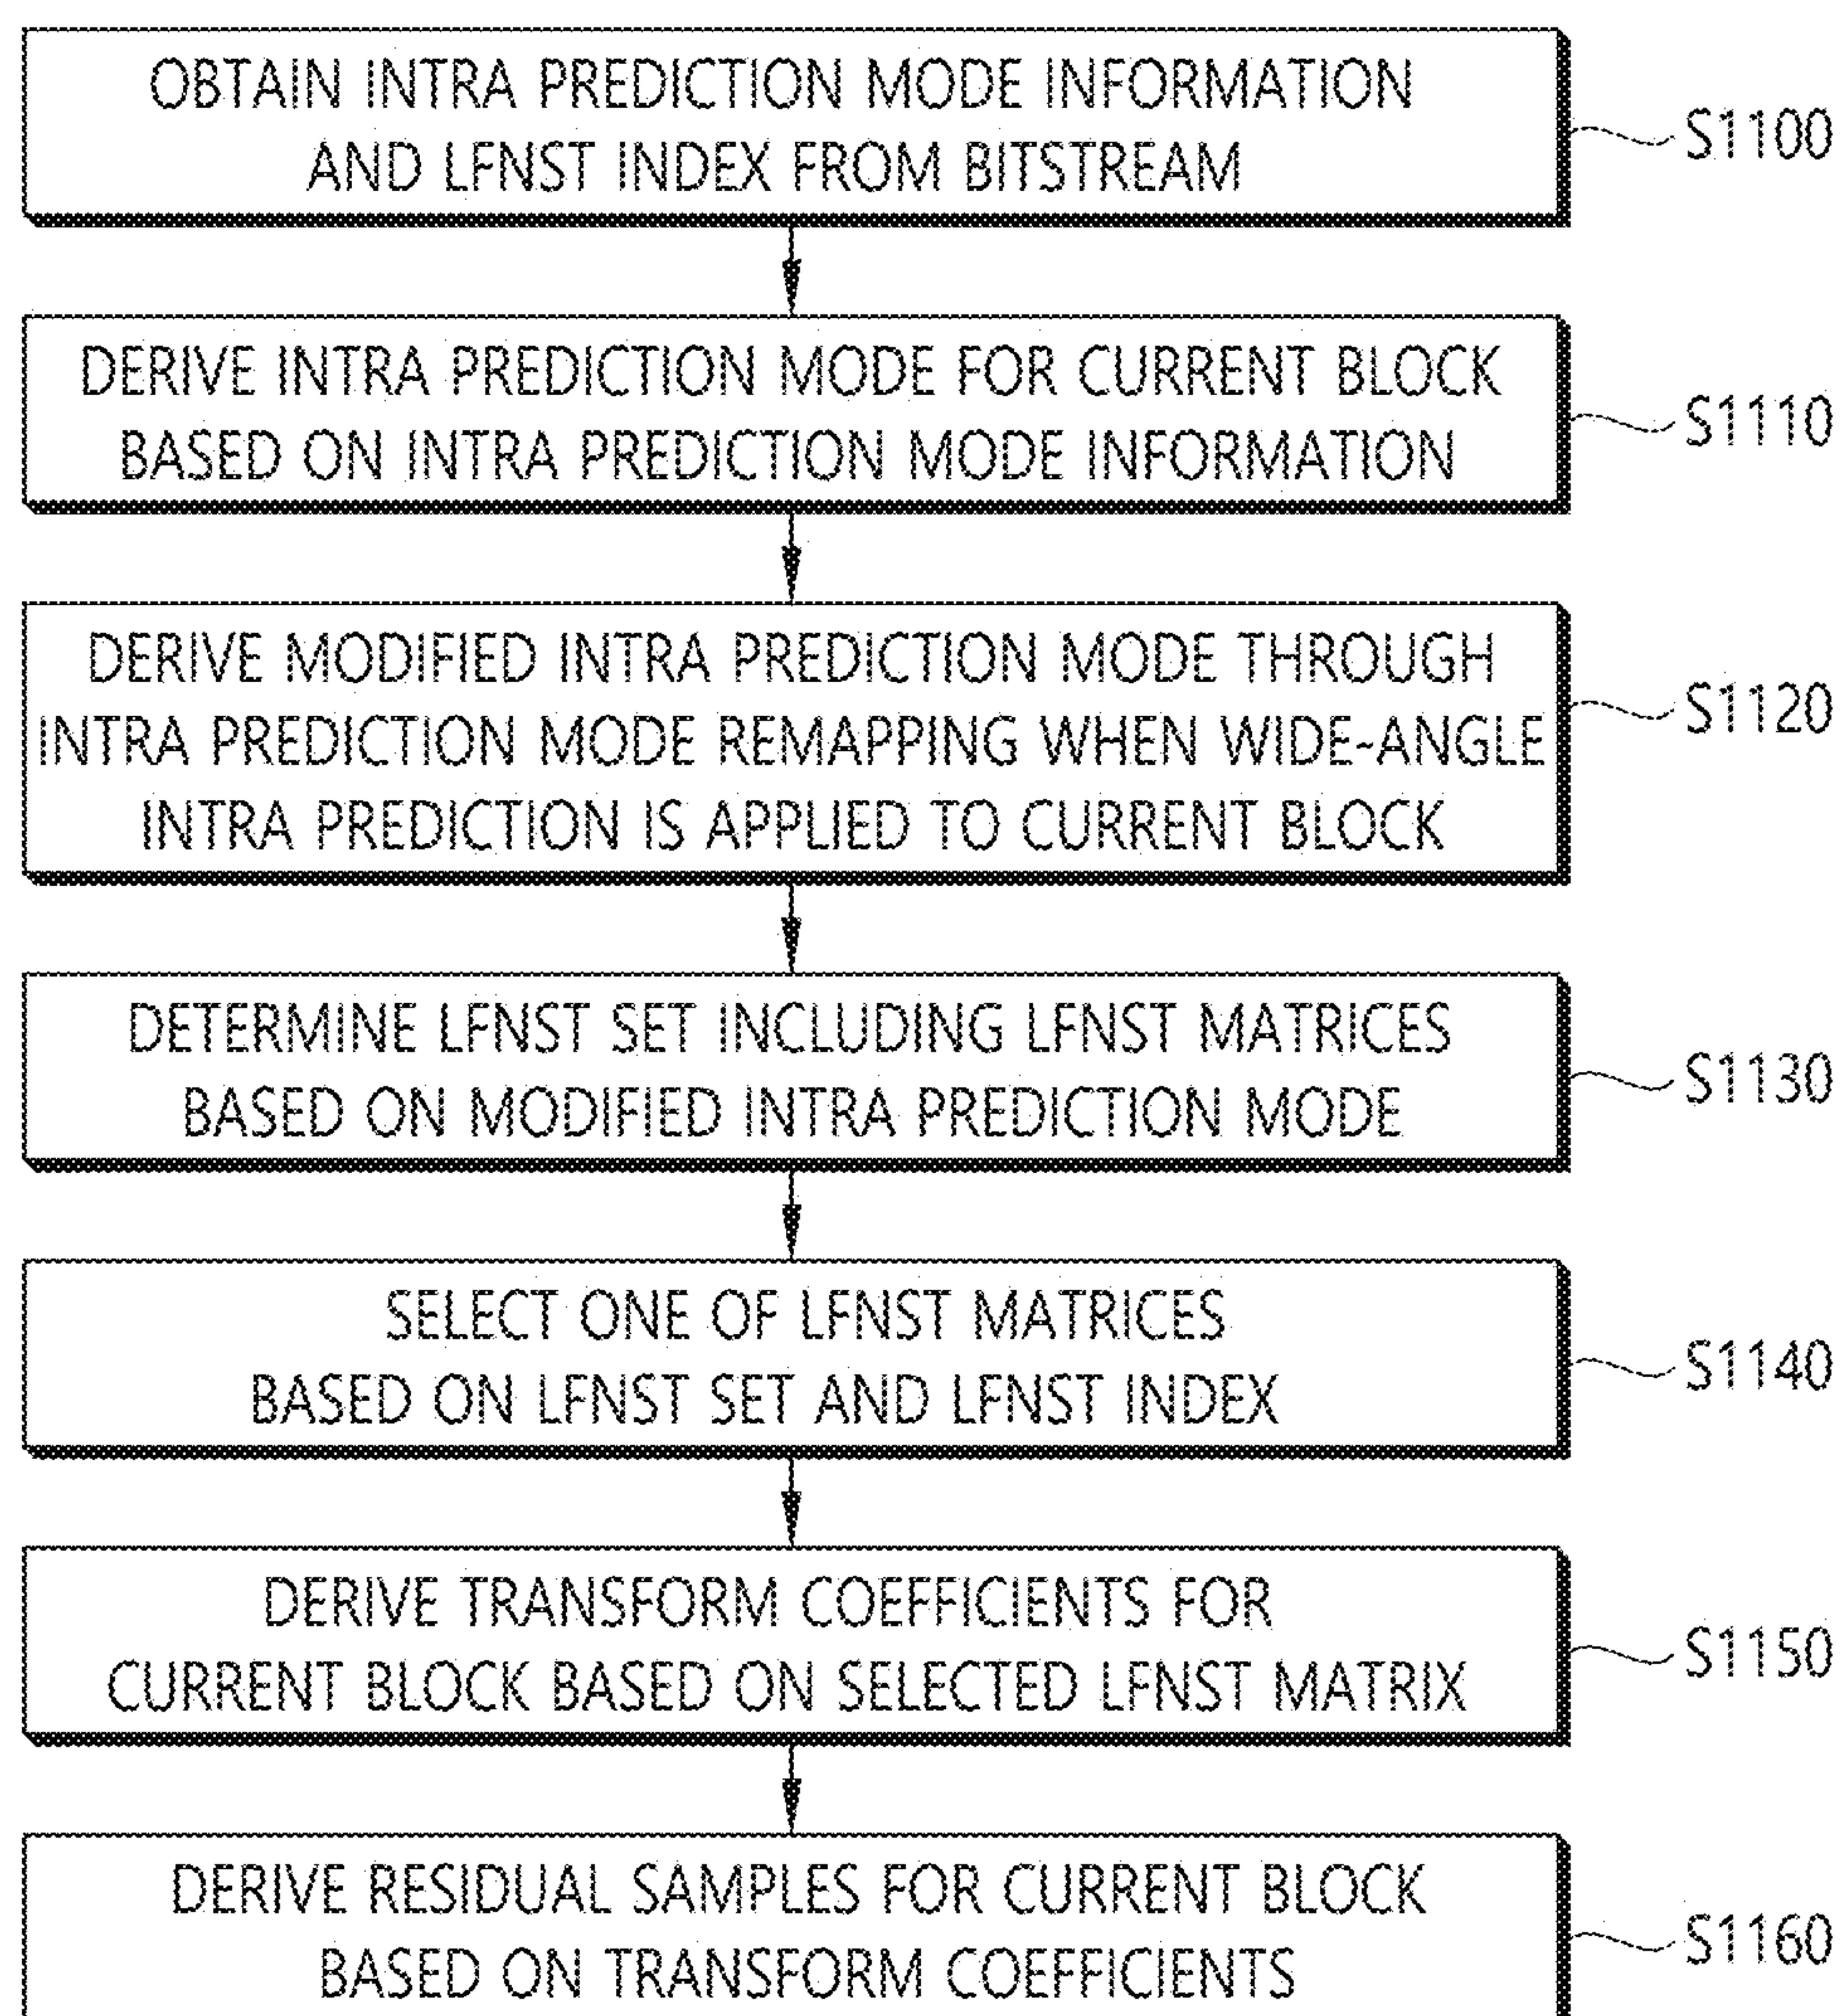 OBTAIN INTRA PREDICTION MODE INFORMATION
AND LFNST INDEX FROM BITSTREAM
S1100
DERIVE INTRA PREDICTION MODE FOR CURRENT BLOCK
BASED ON INTRA PREDICTION MODE INFORMATION
S1110
DERIVE MODIFIED INTRA PREDICTION MODE THROUGH
INTRA PREDICTION MODE REMAPPING WHEN WIDE-ANGLE
INTRA PREDICTION IS APPLIED TO CURRENT BLOCK
S1120
DETERMINE LFNST SET INCLUDING LFNST MATRICES
BASED ON MODIFIED INTRA PREDICTION MODE
S1130
SELECT ONE OF LFNST MATRICES
BASED ON LFNST SET AND LFNST INDEX
S1140
DERIVE TRANSFORM COEFFICIENTS FOR
CURRENT BLOCK BASED ON SELECTED LFNST MATRIX
S1150
DERIVE RESIDUAL SAMPLES FOR CURRENT BLOCK
BASED ON TRANSFORM COEFFICIENTS
S1160